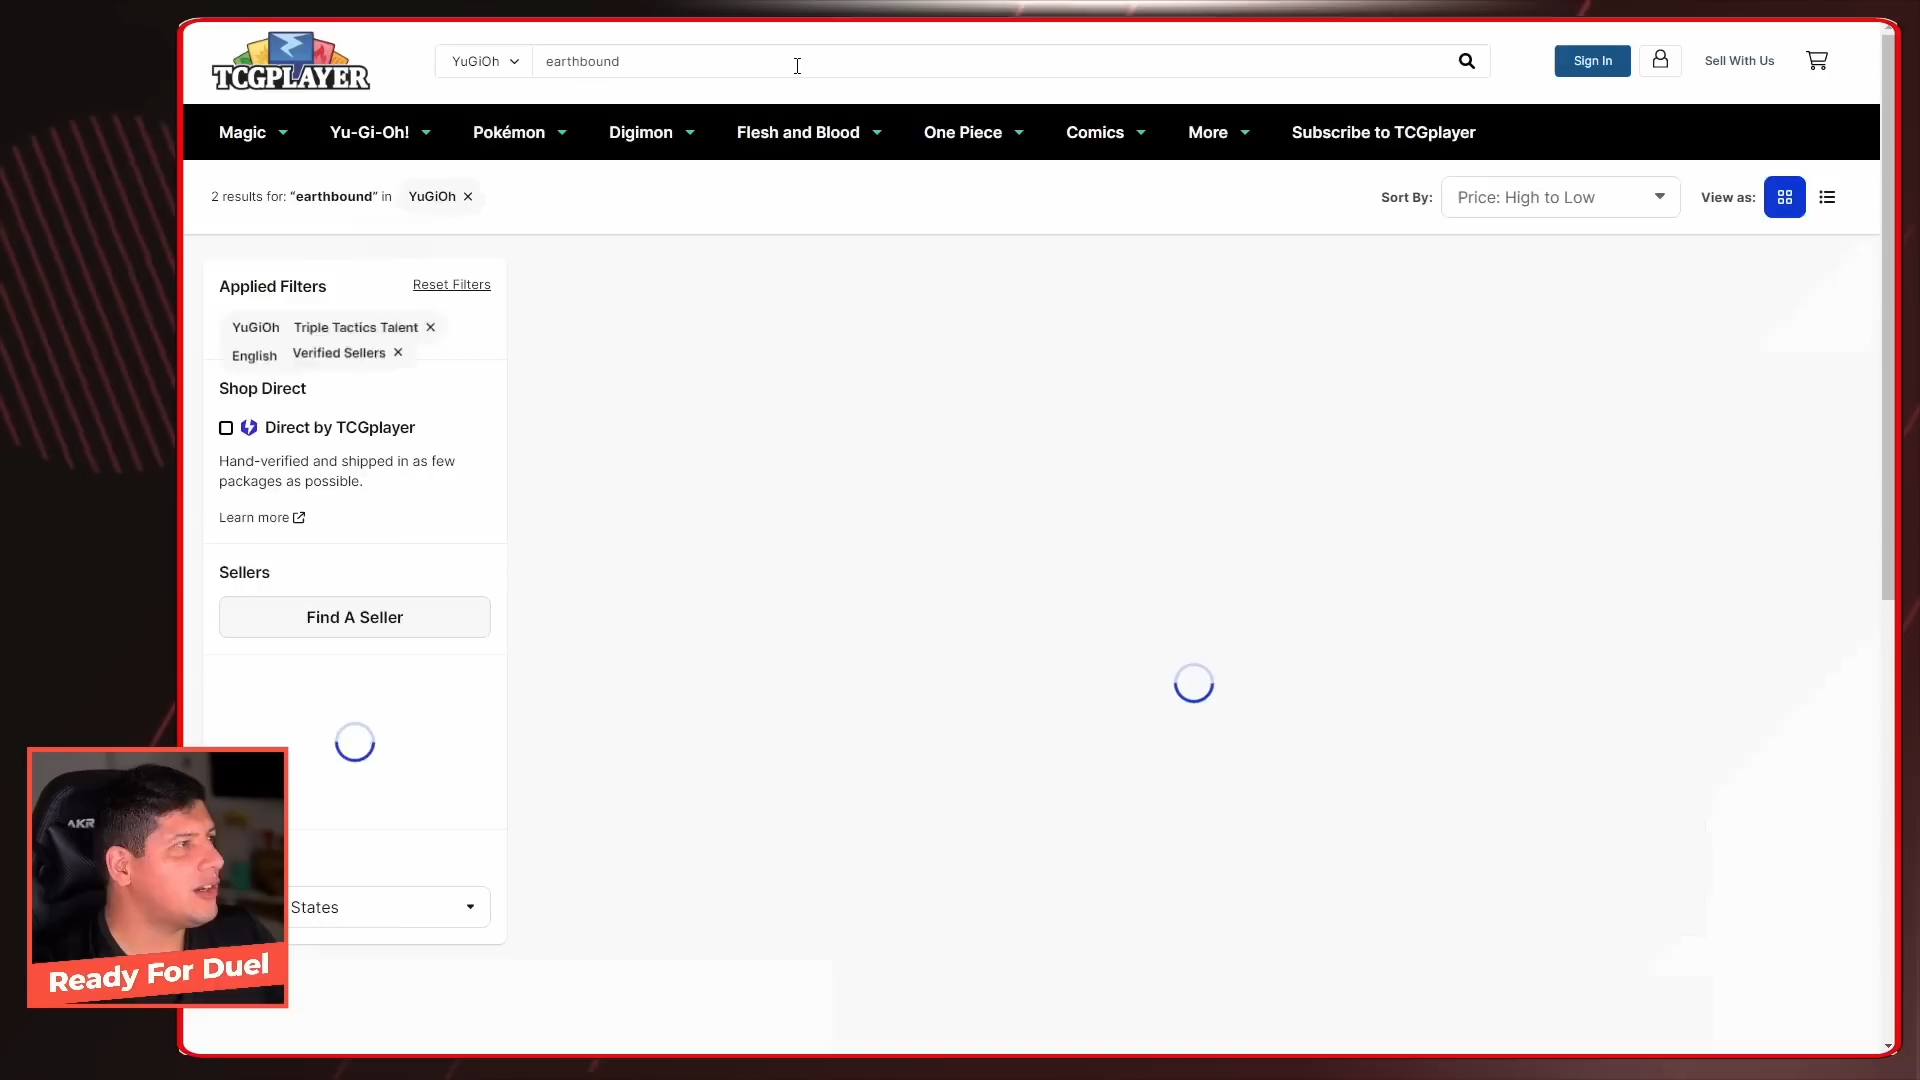 TCGPLAYER
YuGiOh earthbound
Sign In
Sell With Us
Magic Yu-Gi-Oh! Pokémon Digimon Flesh and Blood One Piece Comics More Subscribe to TCGplayer
2 results for: “earthbound” in YuGiOh
Sort By: Price: High to Low View as:
Applied Filters Reset Filters
YuGiOh Triple Tactics Talent
English Verified Sellers
Shop Direct
Direct by TCGplayer
Hand-verified and shipped in as few
packages as possible.
Learn more
Sellers
Find A Seller
States
AKR
Ready For Duel